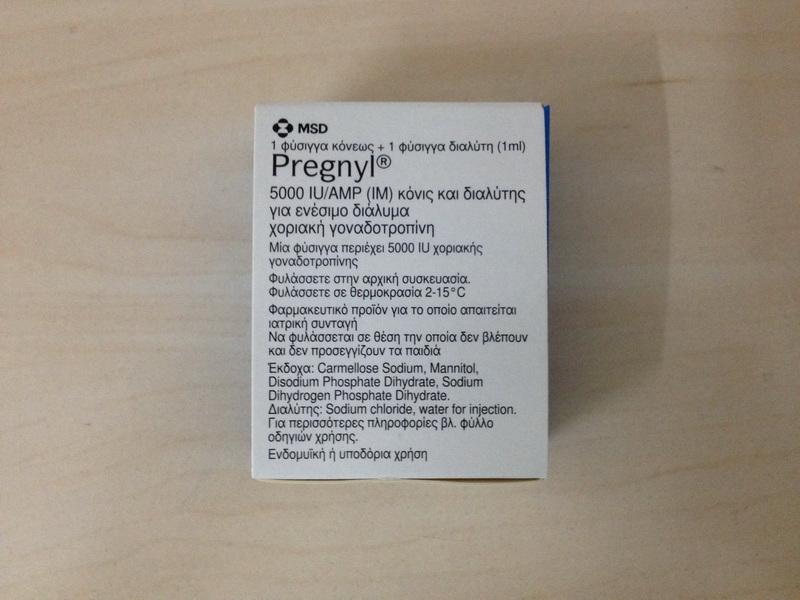 MSD
1 φύσιγγα κόνεως + 1 φύσιγγα διαλύτη (1ml)
Pregnyl®
5000 IU/AMP (IM) κόνις και διαλύτης
για ενέσιμο διάλυμα
χοριακή γοναδοτροπίνη
Μία φύσιγγα περιέχει 5000 IU χοριακής
γοναδοτροπίνης
Φυλάσσετε στην αρχική συσκευασία.
Φυλάσσετε σε θερμοκρασία 2-15°C
Φαρμακευτικό προϊόν για το οποίο απαιτείται
ιατρική συνταγή
Να φυλάσσεται σε θέση την οποία δεν βλέπουν
και δεν προσεγγίζουν τα παιδιά
Έκδοχα: Carmellose Sodium, Mannitol,
Disodium Phosphate Dihydrate, Sodium
Dihydrogen Phosphate Dihydrate.
Διαλύτης: Sodium chloride, water for injection.
Για περισσότερες πληροφορίες βλ. φύλλο
οδηγιών χρήσης.
Ενδομυϊκή ή υποδόρια χρήση